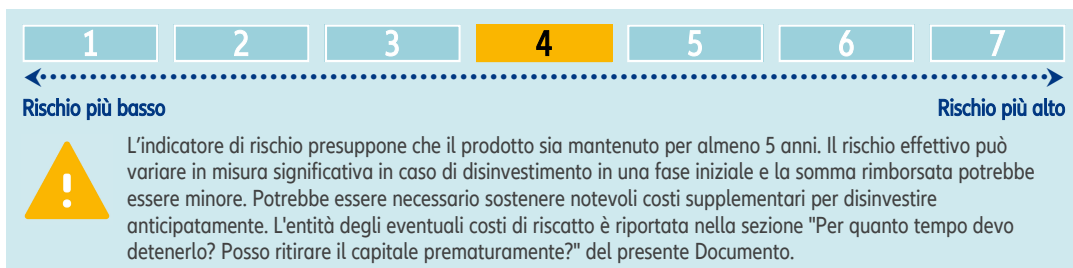 1 2 3 4 5 6 7
Rischio più basso Rischio più alto
L'indicatore di rischio presuppone che il prodotto sia mantenuto per almeno 5 anni. Il rischio effettivo può
variare in misura significativa in caso di disinvestimento in una fase iniziale e la somma rimborsata potrebbe
essere minore. Potrebbe essere necessario sostenere notevoli costi supplementari per disinvestire
anticipatamente. L'entità degli eventuali costi di riscatto è riportata nella sezione "Per quanto tempo devo
detenerlo? Posso ritirare il capitale prematuramente?" del presente Documento.